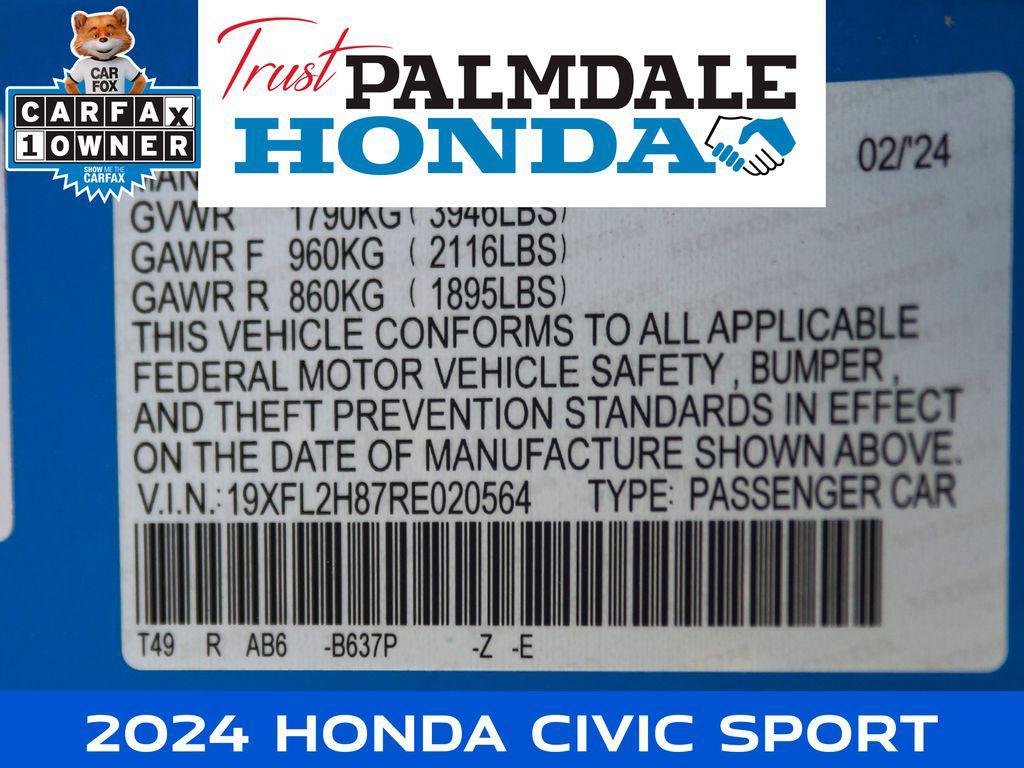 CAR
FOX
CARFAX
1 OWNER
SHOW ME THE
CARFAX
Trust PALMDALE
HONDA
02/'24
GVWR 1790KG ( 3946LBS)
GAWR F 960KG ( 2116LBS)
GAWR R 860KG ( 1895LBS)
THIS VEHICLE CONFORMS TO ALL APPLICABLE
FEDERAL MOTOR VEHICLE SAFETY , BUMPER ,
AND THEFT PREVENTION STANDARDS IN EFFECT
ON THE DATE OF MANUFACTURE SHOWN ABOVE.
V.I.N.: 19XFL2H87RE020564 TYPE: PASSENGER CAR
T49 R AB6 -B637P -Z -E
2024 HONDA CIVIC SPORT